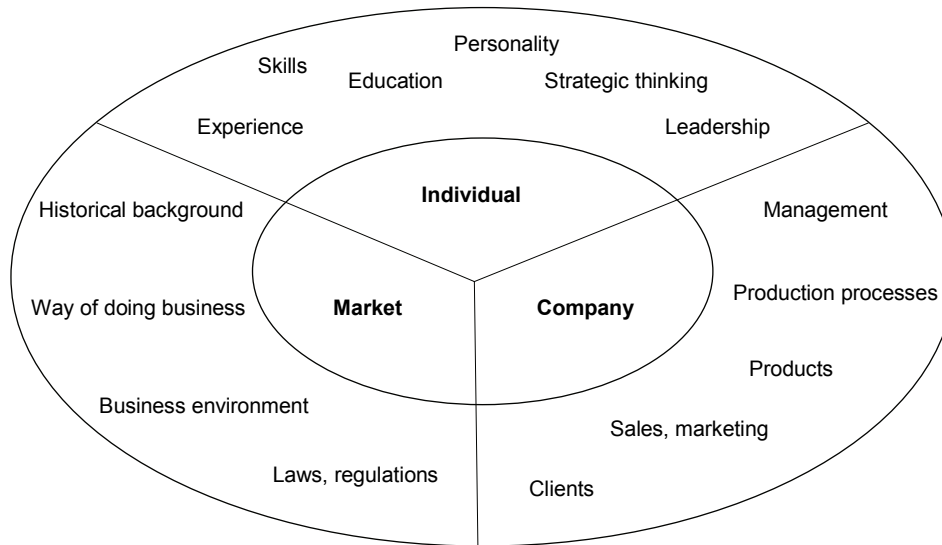 Personality
Skills
Education
Strategic thinking
Experience
Leadership
Individual
Historical background
Management
Way of doing business
Market
Company
Production processes
Products
Business environment
Sales, marketing
Laws, regulations
Clients